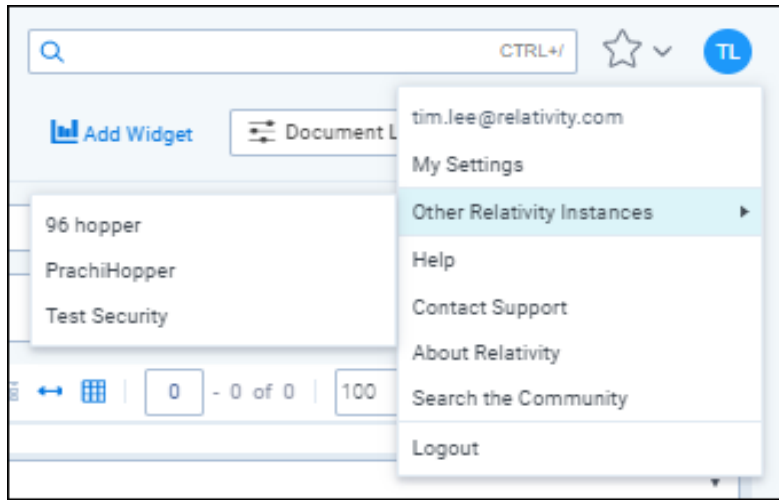 CTRL+/
TL
Add Widget
Document L
tim.lee@relativity.com
My Settings
Other Relativity Instances
96 hopper
PrachiHopper
Test Security
Help
Contact Support
About Relativity
Search the Community
Logout
0 - 0 of 0
100